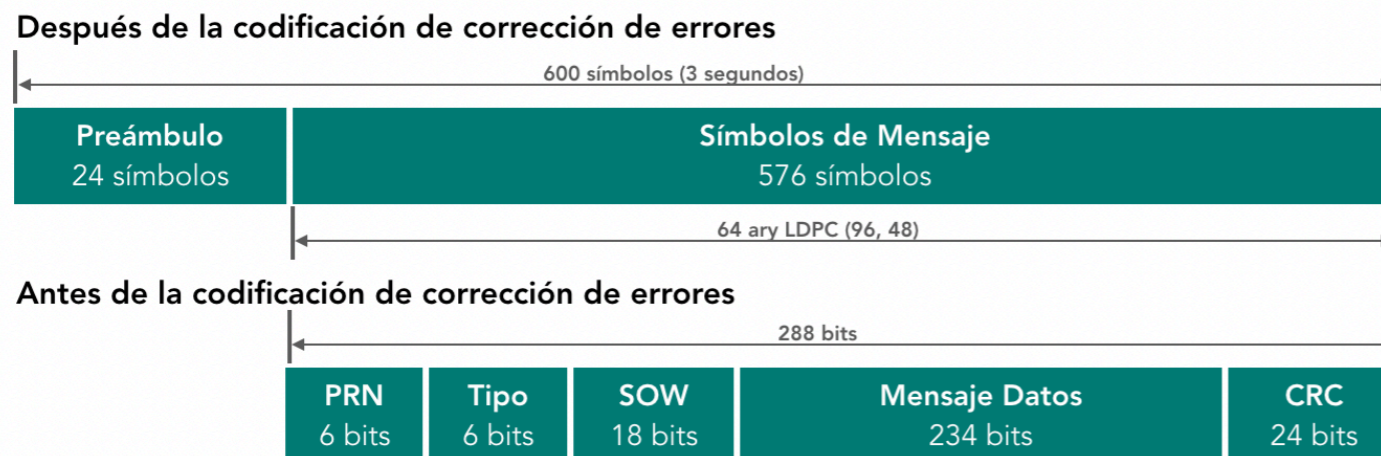 Después de la codificación de corrección de errores
600 símbolos (3 segundos)
Preámbulo
24 símbolos
Símbolos de Mensaje
576 símbolos
64 ary LDPC (96, 48)
Antes de la codificación de corrección de errores
288 bits
PRN
6 bits
Tipo
6 bits
SOW
18 bits
Mensaje Datos
234 bits
CRC
24 bits